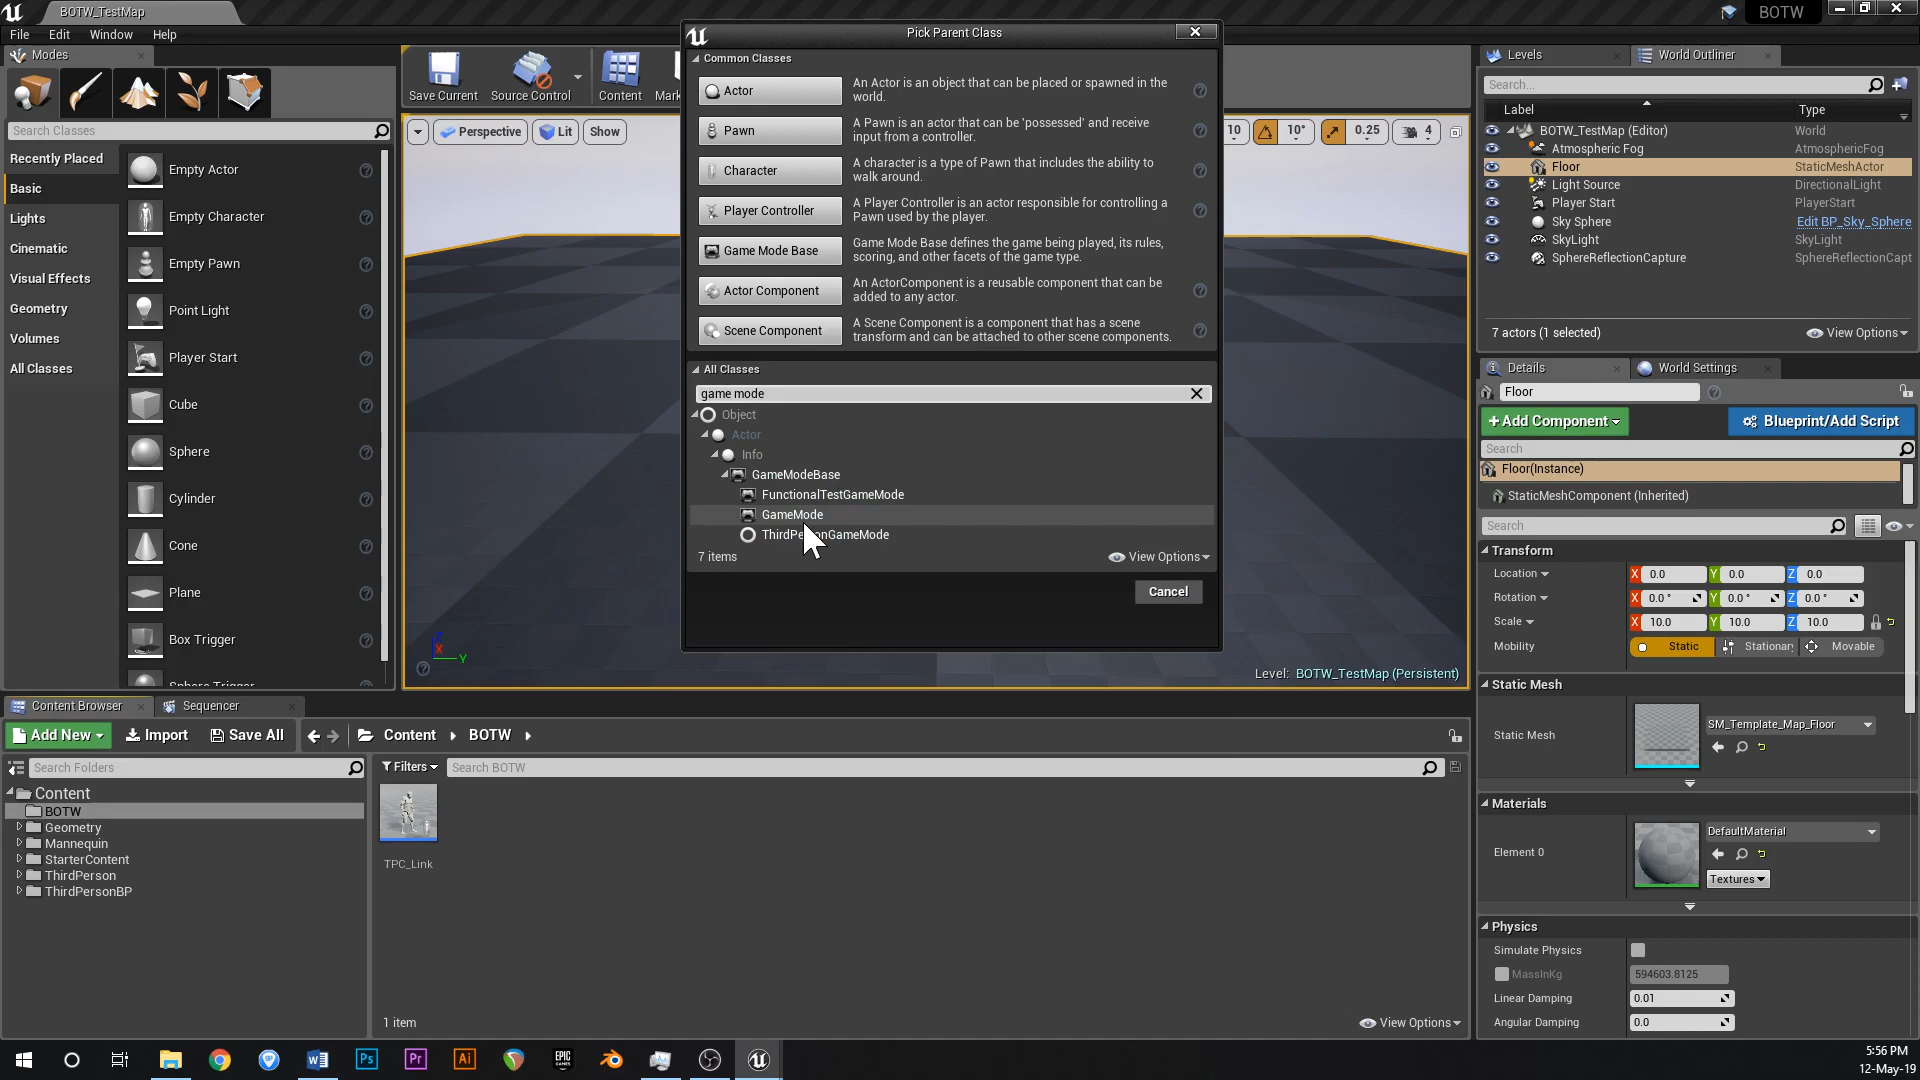 BOTW_TestMap
BOTW
File Edit Window Help
Modes
Search Classes
Recently Placed
Basic
Lights
Cinematic
Visual Effects
Geometry
Volumes
All Classes
Empty Actor
Empty Character
Empty Pawn
Point Light
Player Start
Cube
Sphere
Cylinder
Cone
Plane
Box Trigger
Sphere Trigger
Save Current
Source Control
Content
Perspective
Lit
Show
10
10°
0.25
4
Pick Parent Class
Common Classes
Actor
An Actor is an object that can be placed or spawned in the
world.
Pawn
A Pawn is an actor that can be 'possessed' and receive
input from a controller.
Character
A character is a type of Pawn that includes the ability to
walk around.
Player Controller
A Player Controller is an actor responsible for controlling a
Pawn used by the player.
Game Mode Base
Game Mode Base defines the game being played, its rules,
scoring, and other facets of the game type.
Actor Component
An ActorComponent is a reusable component that can be
added to any actor.
Scene Component
A Scene Component is a component that has a scene
transform and can be attached to other scene components.
All Classes
game mode
Object
Actor
Info
GameModeBase
FunctionalTestGameMode
GameMode
7 items
View Options
Cancel
X
Y
Z
Level: BOTW_TestMap (Persistent)
Levels
World Outliner
Search...
Label Type
BOTW_TestMap (Editor) World
Atmospheric Fog AtmosphericFog
Floor StaticMeshActor
Light Source DirectionalLight
Player Start PlayerStart
Sky Sphere Edit BP_Sky_Sphere
SkyLight SkyLight
SphereReflectionCapture SphereReflectionCapt
7 actors (1 selected)
View Options
Details
World Settings
Floor
+Add Component
Blueprint/Add Script
Search
Floor(Instance)
StaticMeshComponent (Inherited)
Search
Transform
Location X 0.0 Y 0.0 Z 0.0
Rotation X 0.0 ° Y 0.0 ° Z 0.0 °
Scale X 10.0 Y 10.0 Z 10.0
Mobility Static Stationar Movable
Static Mesh
Static Mesh
SM_Template_Map_Floor
Materials
Element 0
DefaultMaterial
Textures
Physics
Simulate Physics
MassInKg 594603.8125
Linear Damping 0.01
Angular Damping 0.0
Content Browser
Sequencer
Add New
Import
Save All
Content
BOTW
Search Folders
Filters
Search BOTW
Content
BOTW
Geometry
Mannequin
StarterContent
ThirdPerson
ThirdPersonBP
TPC_Link
1 item
View Options
Ps
Pr
Ai
EPIC
GAMES
5:56 PM
12-May-19